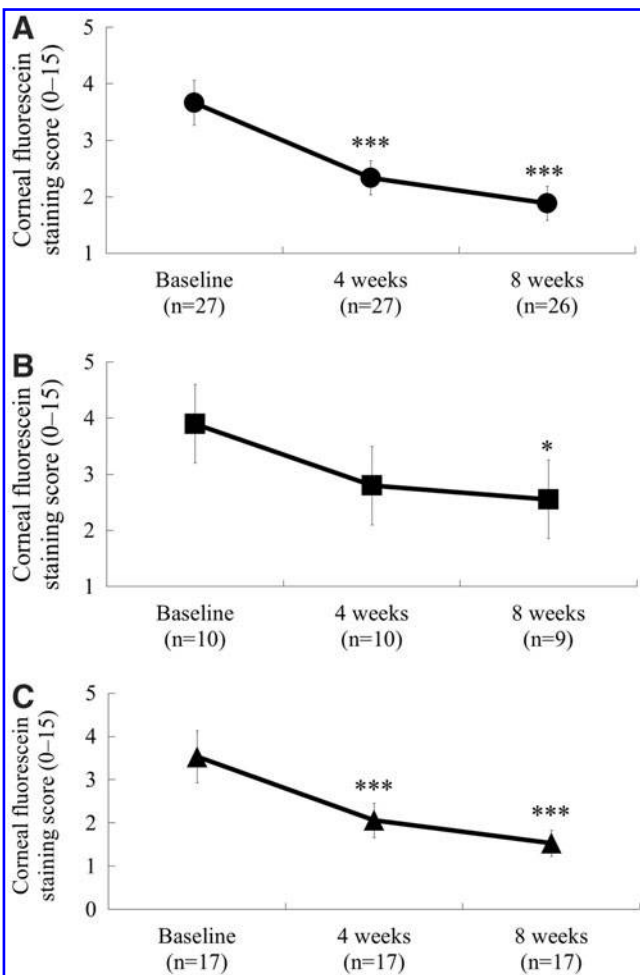 A
Corneal fluorescein
staining score (0–15)
5
4
3
2
1
***
***
Baseline
4 weeks
8 weeks
(n=27)
(n=27)
(n=26)
B
Corneal fluorescein
staining score (0–15)
5
4
3
2
1
*
Baseline
4 weeks
8 weeks
(n=10)
(n=10)
(n=9)
C
Corneal fluorescein
staining score (0–15)
5
4
3
2
1
0
***
***
Baseline
4 weeks
8 weeks
(n=17)
(n=17)
(n=17)